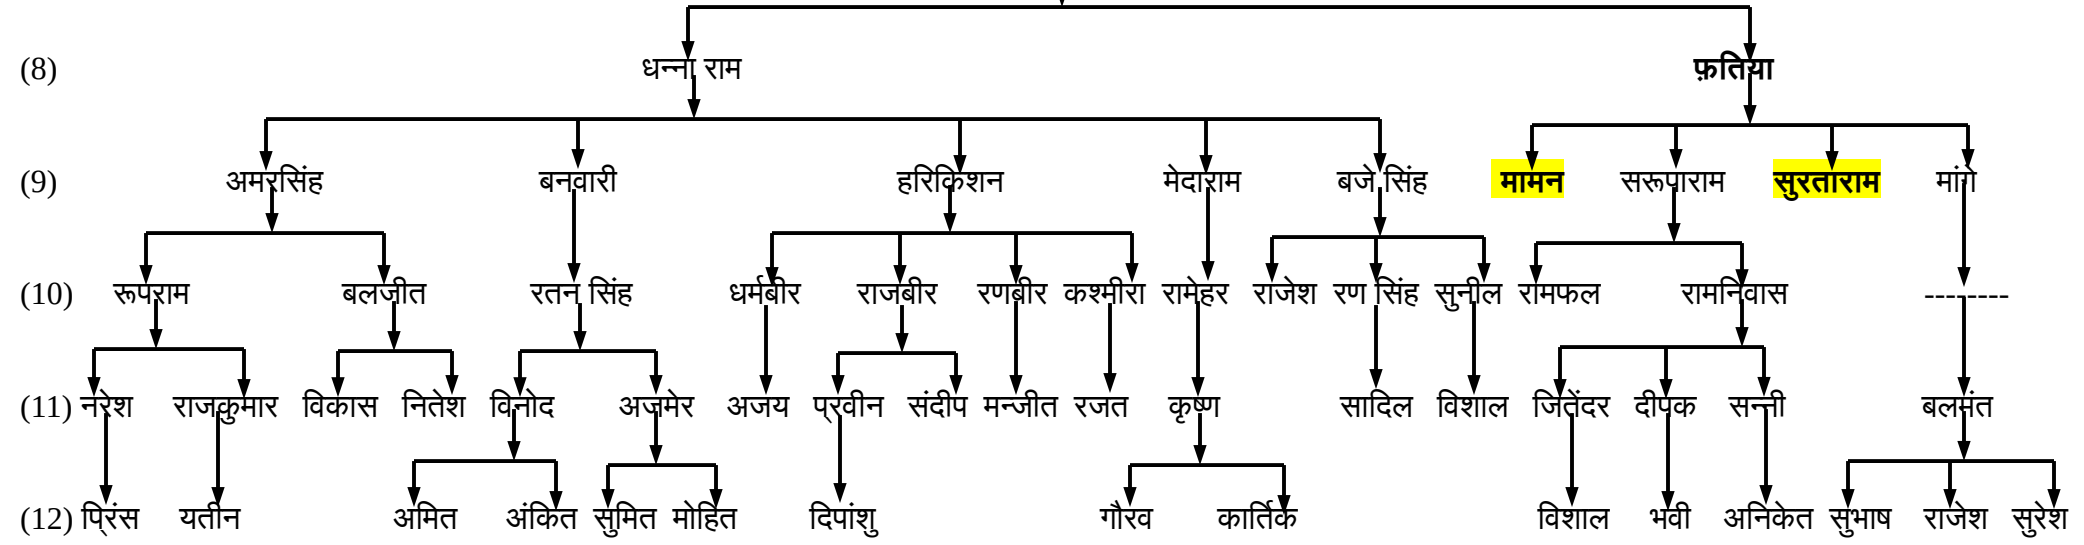 (8) धन्ना राम फ़तिया
(9) अमरसिंह बनवारी हरिकिशन मेदाराम बजे सिंह मामन सरूपाराम सुरताराम मांगे
(10) रूपराम बलजीत रतन सिंह धर्मबीर राजबीर रणबीर कश्मीरा रामेहर राजेश रण सिंह सुनील रामफल रामनिवास --------
(11) नरेश राजकुमार विकास नितेश विनोद अजमेर अजय प्रवीन संदीप मन्जीत रजत कृष्ण सादिल विशाल जितेंदर दीपक सन्नी बलमंत
(12) प्रिंस यतीन अमित अंकित सुमित मोहित दिपांशु गौरव कार्तिक विशाल भवी अनिकेत सुभाष राजेश सुरेश